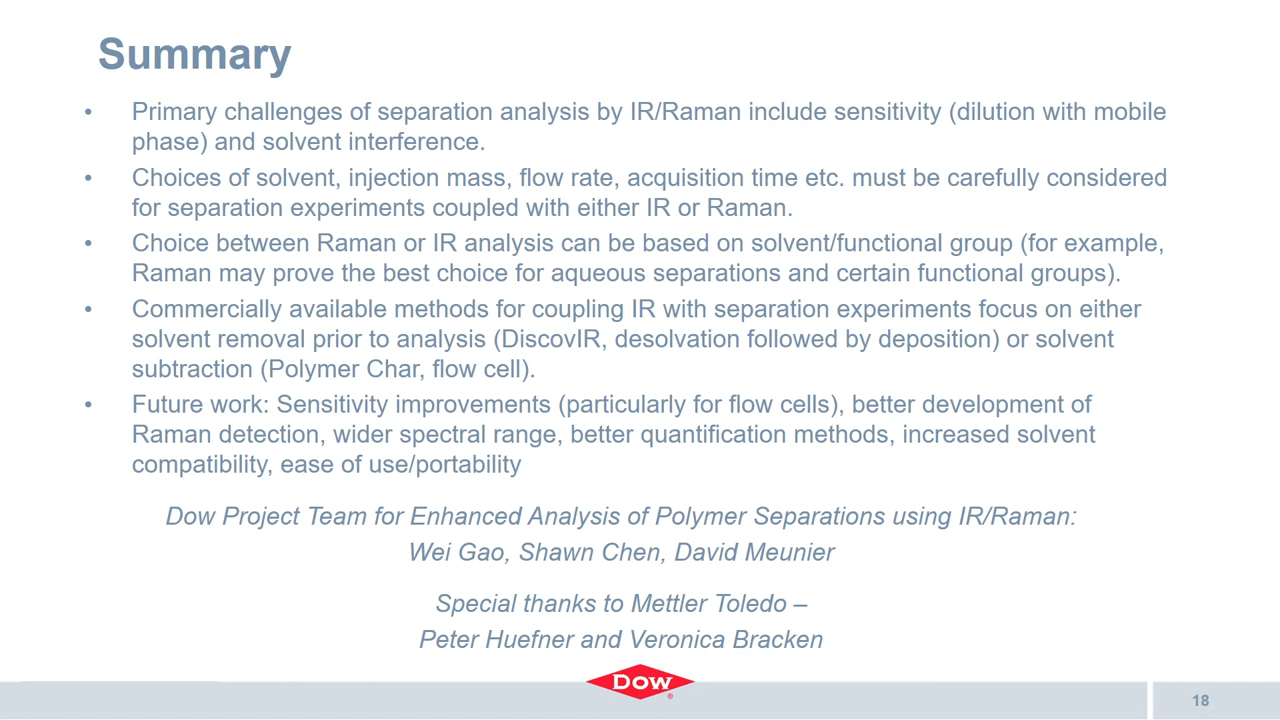 Summary
• Primary challenges of separation analysis by IR/Raman include sensitivity (dilution with mobile
phase) and solvent interference.
• Choices of solvent, injection mass, flow rate, acquisition time etc. must be carefully considered
for separation experiments coupled with either IR or Raman.
• Choice between Raman or IR analysis can be based on solvent/functional group (for example,
Raman may prove the best choice for aqueous separations and certain functional groups).
• Commercially available methods for coupling IR with separation experiments focus on either
solvent removal prior to analysis (DiscovIR, desolvation followed by deposition) or solvent
subtraction (Polymer Char, flow cell).
• Future work: Sensitivity improvements (particularly for flow cells), better development of
Raman detection, wider spectral range, better quantification methods, increased solvent
compatibility, ease of use/portability
Dow Project Team for Enhanced Analysis of Polymer Separations using IR/Raman:
Wei Gao, Shawn Chen, David Meunier
Special thanks to Mettler Toledo –
Peter Huefner and Veronica Bracken
Dow®
18